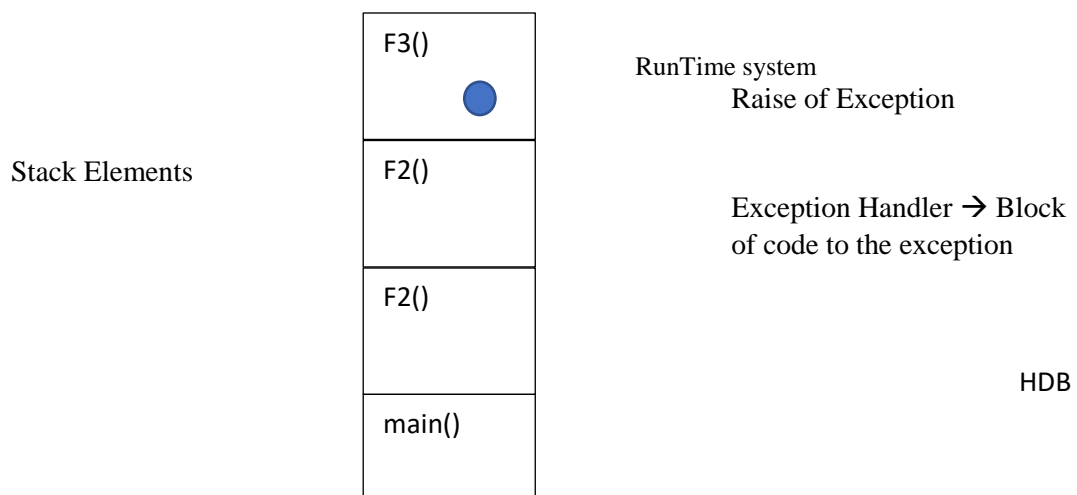 F3()
RunTime system
Raise of Exception
Stack Elements
F2()
Exception Handler → Block
of code to the exception
F2()
HDB
main()